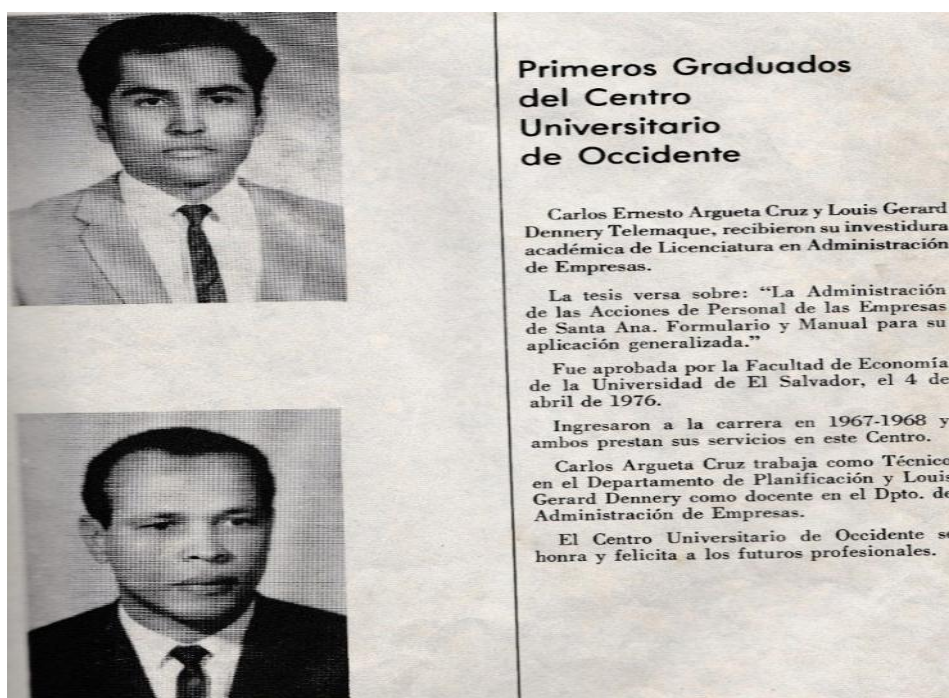 Primeros Graduados
del Centro
Universitario
de Occidente
Carlos Ernesto Argueta Cruz y Louis Gerard
Dennery Telemaque, recibieron su investidura
académica de Licenciatura en Administración
de Empresas.
La tesis versa sobre: “La Administración
de las Acciones de Personal de las Empresas
de Santa Ana. Formulario y Manual para su
aplicación generalizada.”
Fue aprobada por la Facultad de Economía
de la Universidad de El Salvador, el 4 de
abril de 1976.
Ingresaron a la carrera en 1967-1968 y
ambos prestan sus servicios en este Centro.
Carlos Argueta Cruz trabaja como Técnico
en el Departamento de Planificación y Louis
Gerard Dennery como docente en el Dpto. de
Administración de Empresas.
El Centro Universitario de Occidente se
honra y felicita a los futuros profesionales.